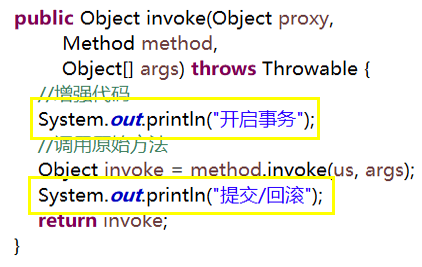 public Object invoke(Object proxy,
Method method,
Object[] args) throws Throwable {
//增强代码
System.out.println("开启事务");
//调用原始方法
Object invoke = method.invoke(us, args);
System.out.println("提交/回滚");
return invoke;
}